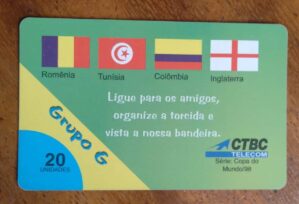 Romênia Tunísia Colômbia Inglaterra
Ligue para os amigos,
organize a torcida e
vista a nossa bandeira.
Grupo G
20
UNIDADES
CTBC
TELECOM
Série: Copa do
Mundo/98